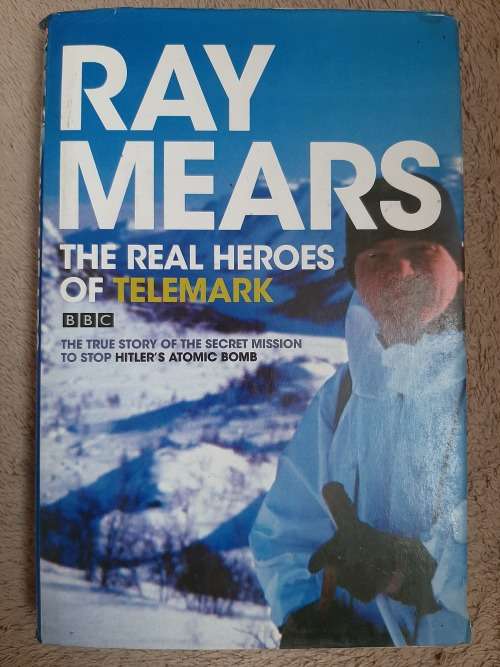 RAY
MEARS
THE REAL HEROES
OF TELEMARK
BBC
THE TRUE STORY OF THE SECRET MISSION
TO STOP HITLER'S ATOMIC BOMB